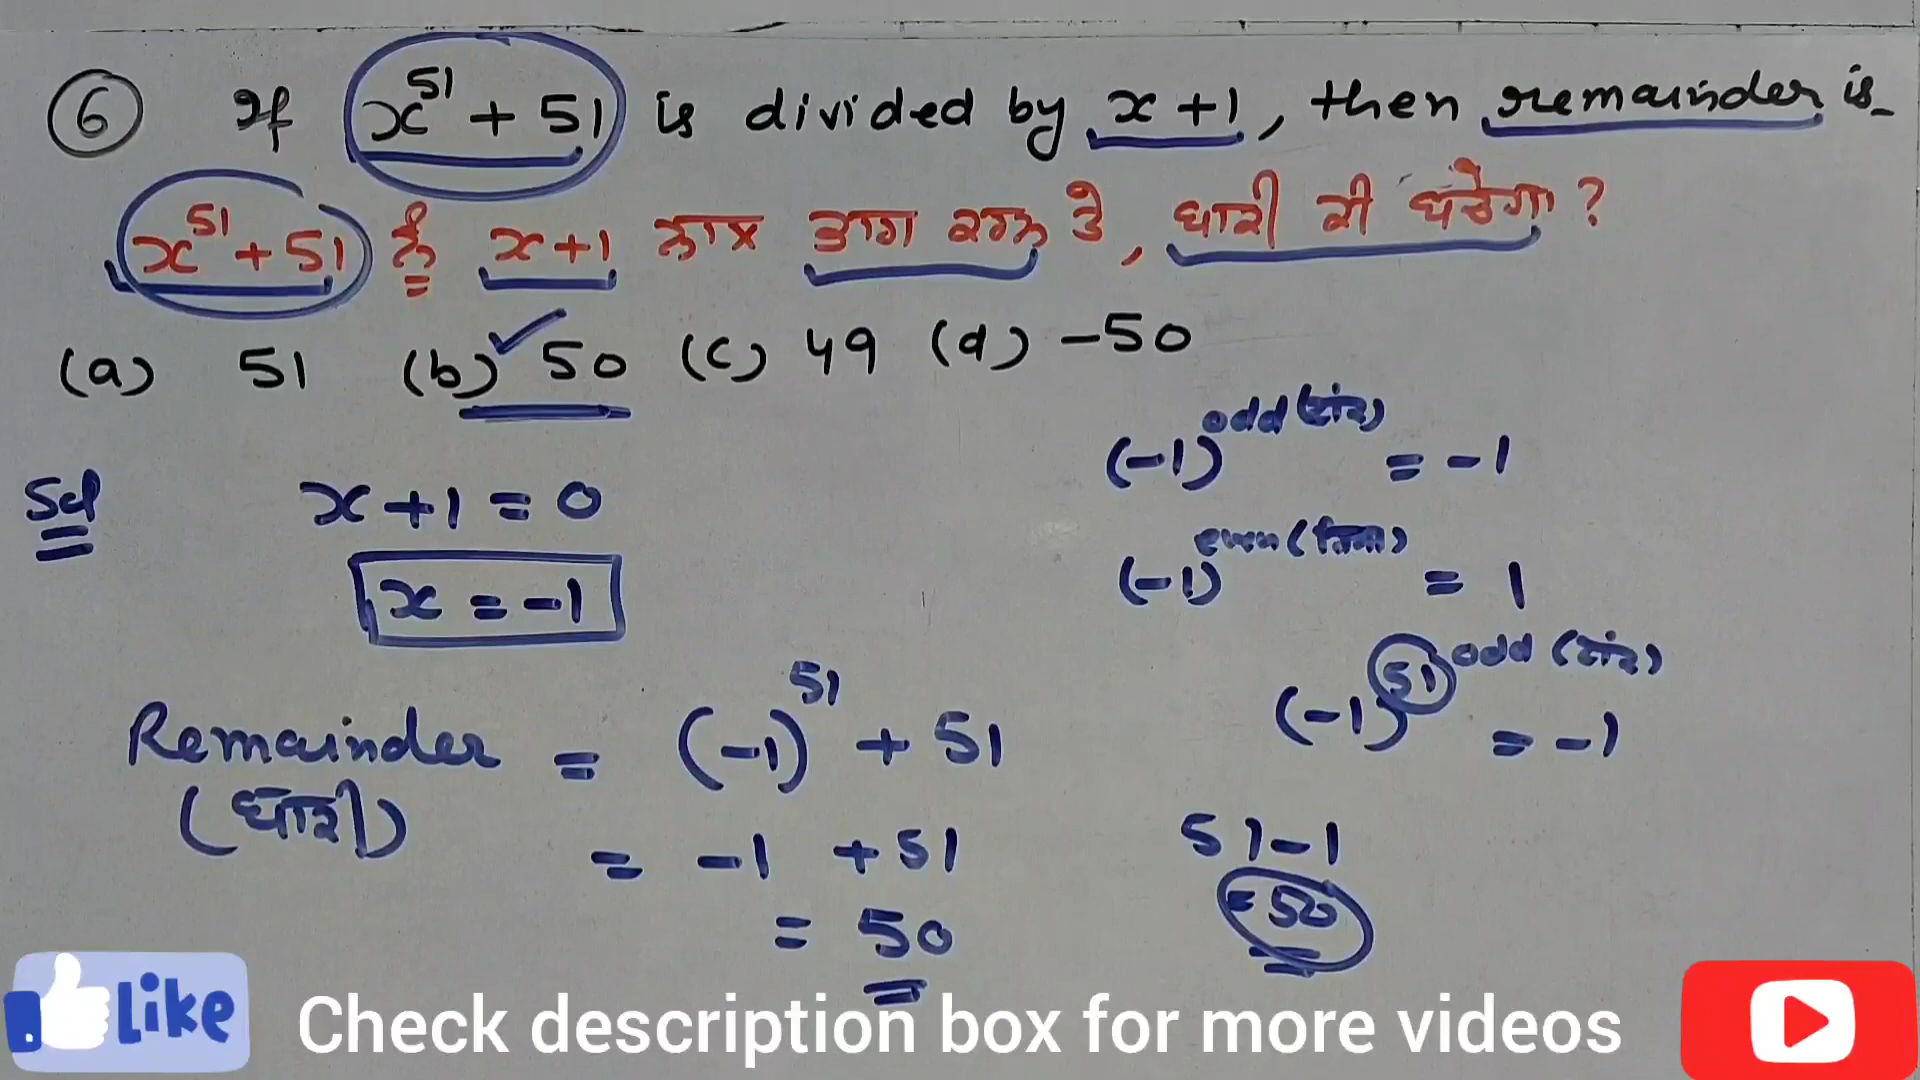 6 If x^51 + 51 is divided by x+1, then remainder is-
x^51 + 51 ਨੂੰ x+1 ਨਾਲ ਭਾਗ ਕਰਨ ਤੇ, ਬਾਕੀ ਕੀ ਬਚੇਗਾ?
(a) 51 (b) ✓ 50 (c) 49 (d) -50
Sol
x + 1 = 0
x = -1
Remainder = (-1)^51 + 51
(ਬਾਕੀ)
= -1 + 51
= 50
(-1)^odd (ਟਾਂਕ) = -1
(-1)^even = 1
(-1)^51 odd (ਟਾਂਕ) = -1
51-1
= 50
Like
Check description box for more videos